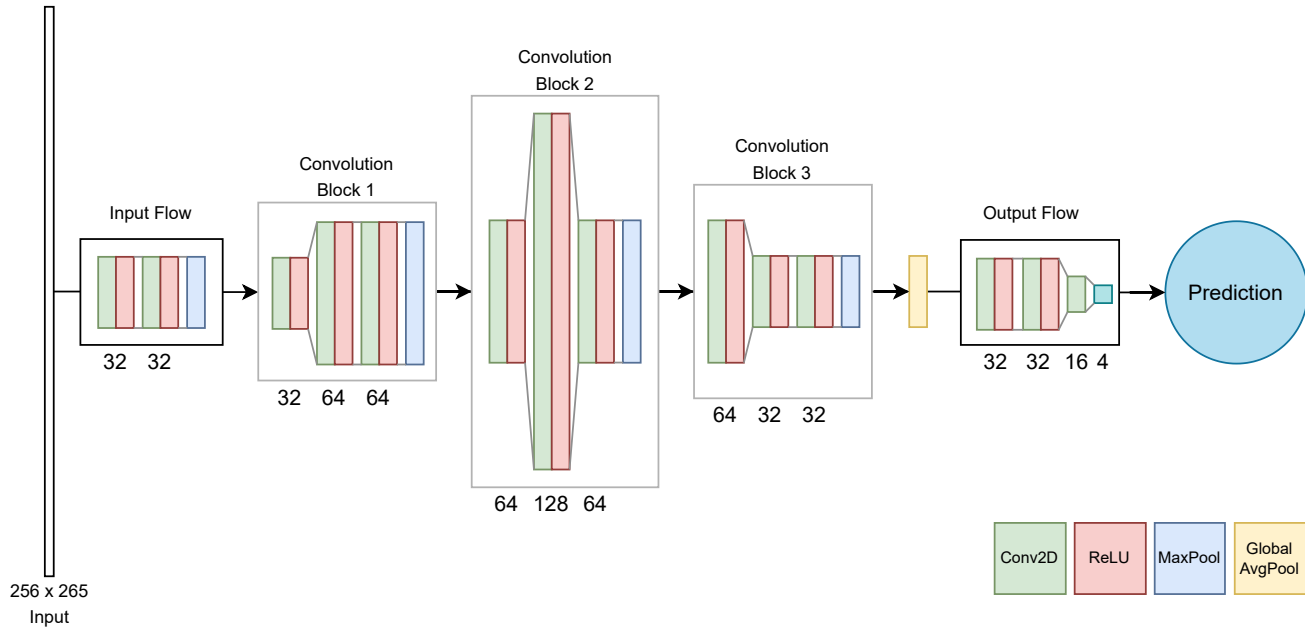 256 x 265
Input
Input Flow
32 32
Convolution
Block 1
32 64 64
Convolution
Block 2
64 128 64
Convolution
Block 3
64 32 32
Output Flow
32 32 16 4
Prediction
Conv2D
ReLU
MaxPool
Global
AvgPool